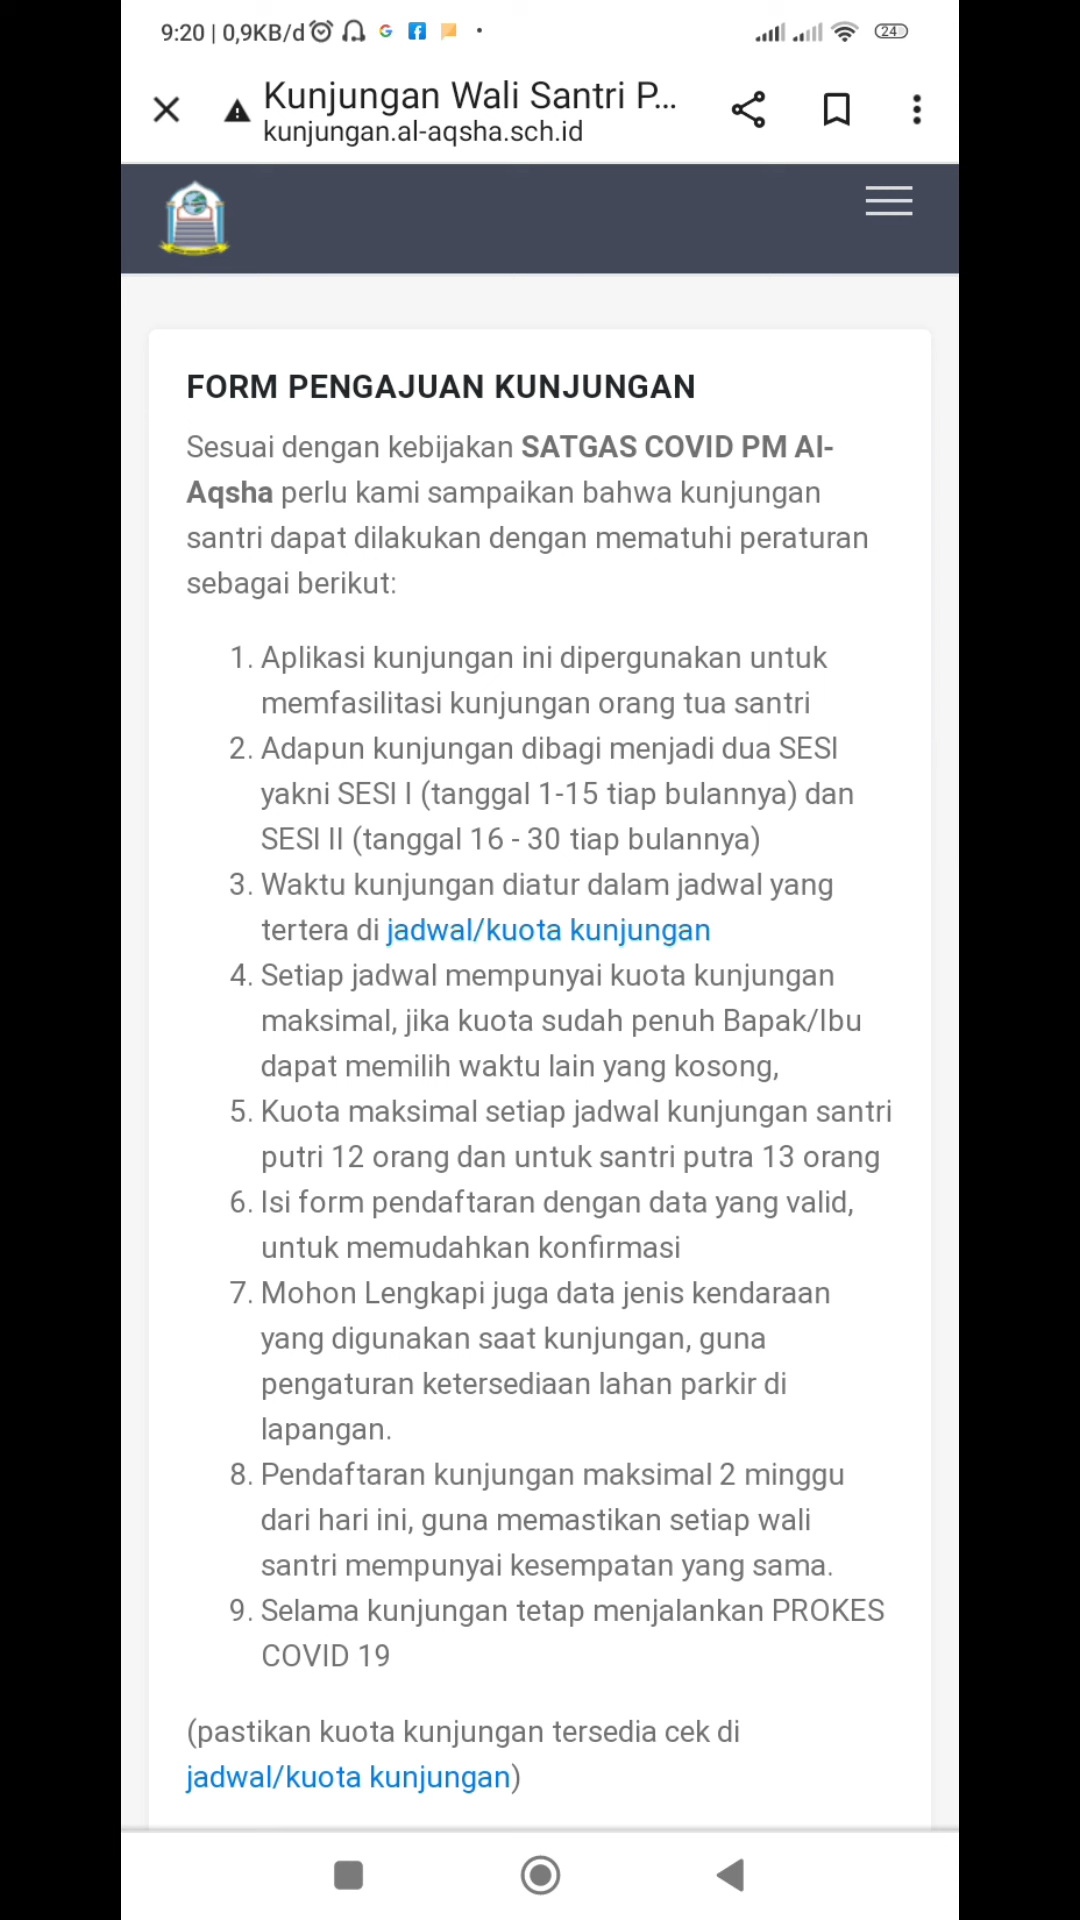 9:20 | 0,9KB/d
24
Kunjungan Wali Santri P...
kunjungan.al-aqsha.sch.id
FORM PENGAJUAN KUNJUNGAN
Sesuai dengan kebijakan SATGAS COVID PM Al-
Aqsha perlu kami sampaikan bahwa kunjungan
santri dapat dilakukan dengan mematuhi peraturan
sebagai berikut:
1. Aplikasi kunjungan ini dipergunakan untuk
memfasilitasi kunjungan orang tua santri
2. Adapun kunjungan dibagi menjadi dua SESI
yakni SESI I (tanggal 1-15 tiap bulannya) dan
SESI II (tanggal 16 - 30 tiap bulannya)
3. Waktu kunjungan diatur dalam jadwal yang
tertera di jadwal/kuota kunjungan
4. Setiap jadwal mempunyai kuota kunjungan
maksimal, jika kuota sudah penuh Bapak/Ibu
dapat memilih waktu lain yang kosong,
5. Kuota maksimal setiap jadwal kunjungan santri
putri 12 orang dan untuk santri putra 13 orang
6. Isi form pendaftaran dengan data yang valid,
untuk memudahkan konfirmasi
7. Mohon Lengkapi juga data jenis kendaraan
yang digunakan saat kunjungan, guna
pengaturan ketersediaan lahan parkir di
lapangan.
8. Pendaftaran kunjungan maksimal 2 minggu
dari hari ini, guna memastikan setiap wali
santri mempunyai kesempatan yang sama.
9. Selama kunjungan tetap menjalankan PROKES
COVID 19
(pastikan kuota kunjungan tersedia cek di
jadwal/kuota kunjungan)